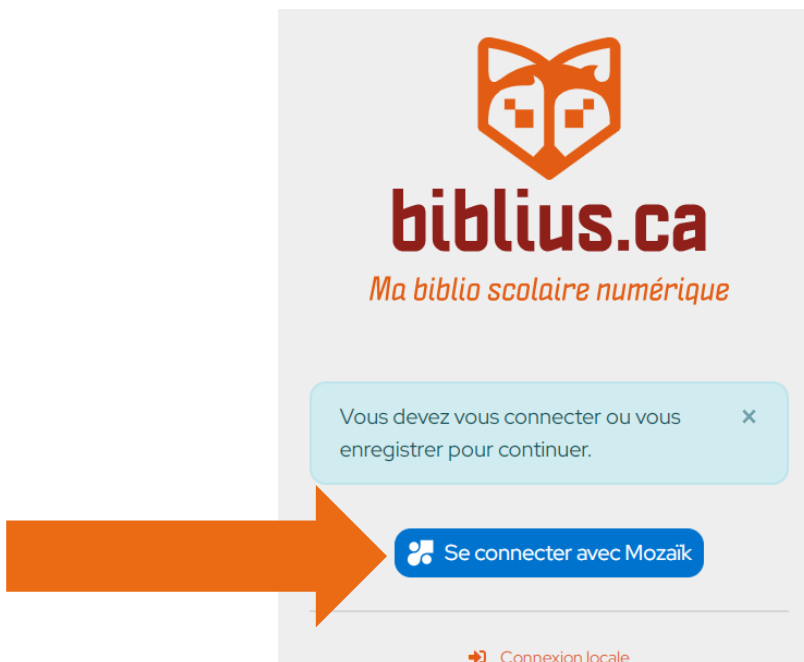 biblius.ca
Ma biblio scolaire numérique
Vous devez vous connecter ou vous
enregistrer pour continuer.
×
Se connecter avec Mozaïk
Connexion locale